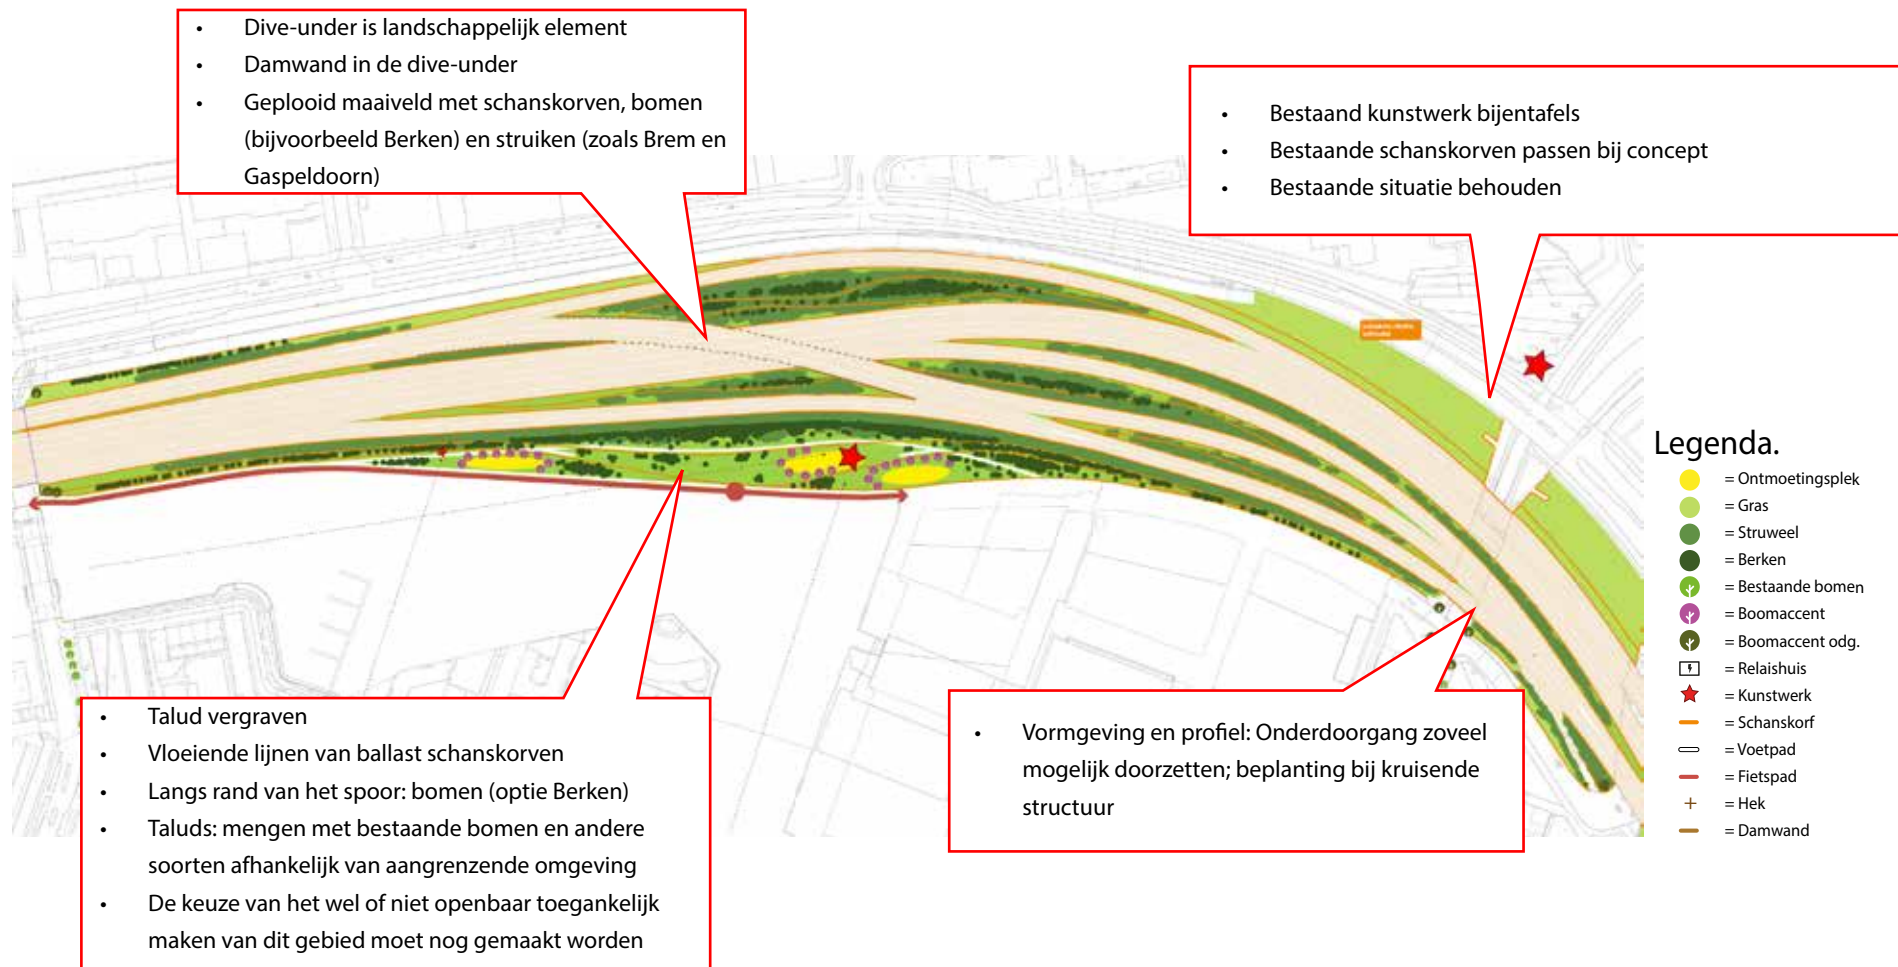 • Dive-under is landschappelijk element
• Damwand in de dive-under
• Geplooid maaiveld met schanskorven, bomen
(bijvoorbeeld Berken) en struiken (zoals Brem en
Gaspeldoorn)
• Bestaand kunstwerk bijentafels
• Bestaande schanskorven passen bij concept
• Bestaande situatie behouden
Legenda.
= Ontmoetingsplek
= Gras
= Struweel
= Berken
= Bestaande bomen
= Boomaccent
= Boomaccent odg.
= Relaishuis
= Kunstwerk
= Schanskorf
= Voetpad
= Fietspad
= Hek
= Damwand
• Talud vergraven
• Vloeiende lijnen van ballast schanskorven
• Langs rand van het spoor: bomen (optie Berken)
• Taluds: mengen met bestaande bomen en andere
soorten afhankelijk van aangrenzende omgeving
• De keuze van het wel of niet openbaar toegankelijk
maken van dit gebied moet nog gemaakt worden
• Vormgeving en profiel: Onderdoorgang zoveel
mogelijk doorzetten; beplanting bij kruisende
structuur